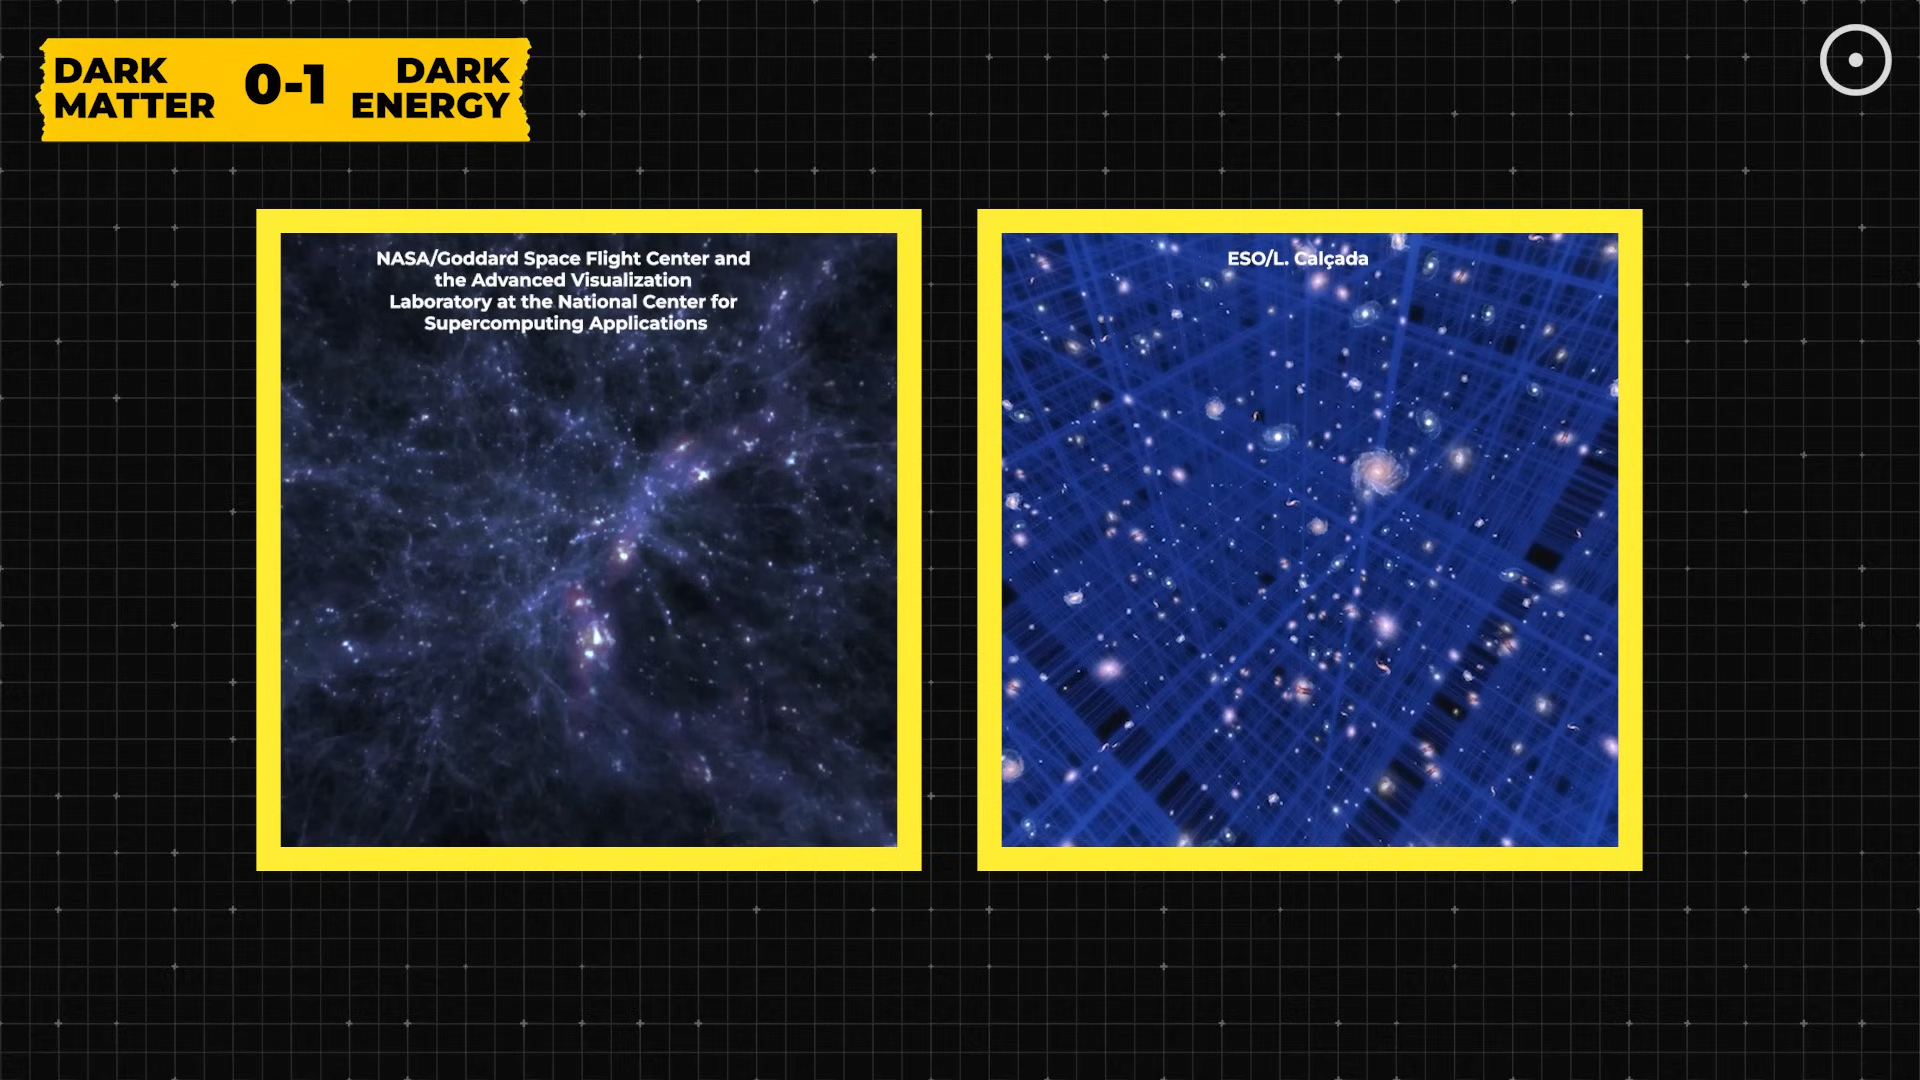 DARK
MATTER
0-1
DARK
ENERGY
NASA/Goddard Space Flight Center and
the Advanced Visualization
Laboratory at the National Center for
Supercomputing Applications
ESO/L. Calçada